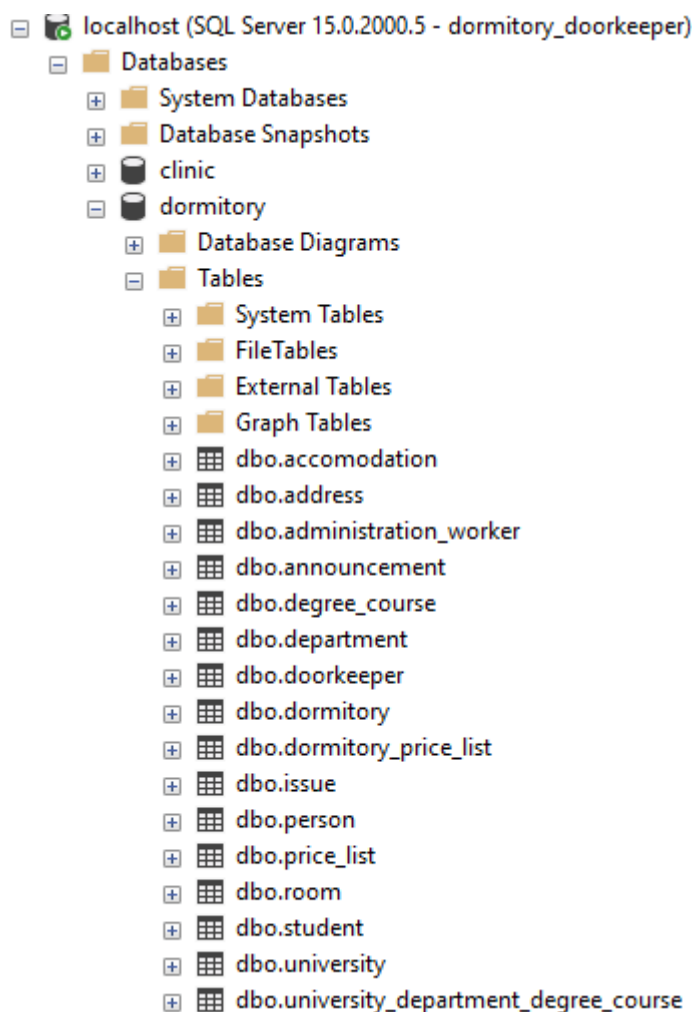 localhost (SQL Server 15.0.2000.5 - dormitory_doorkeeper)
Databases
System Databases
Database Snapshots
clinic
dormitory
Database Diagrams
Tables
System Tables
FileTables
External Tables
Graph Tables
dbo.accomodation
dbo.address
dbo.administration_worker
dbo.announcement
dbo.degree_course
dbo.department
dbo.doorkeeper
dbo.dormitory
dbo.dormitory_price_list
dbo.issue
dbo.person
dbo.price_list
dbo.room
dbo.student
dbo.university
dbo.university_department_degree_course